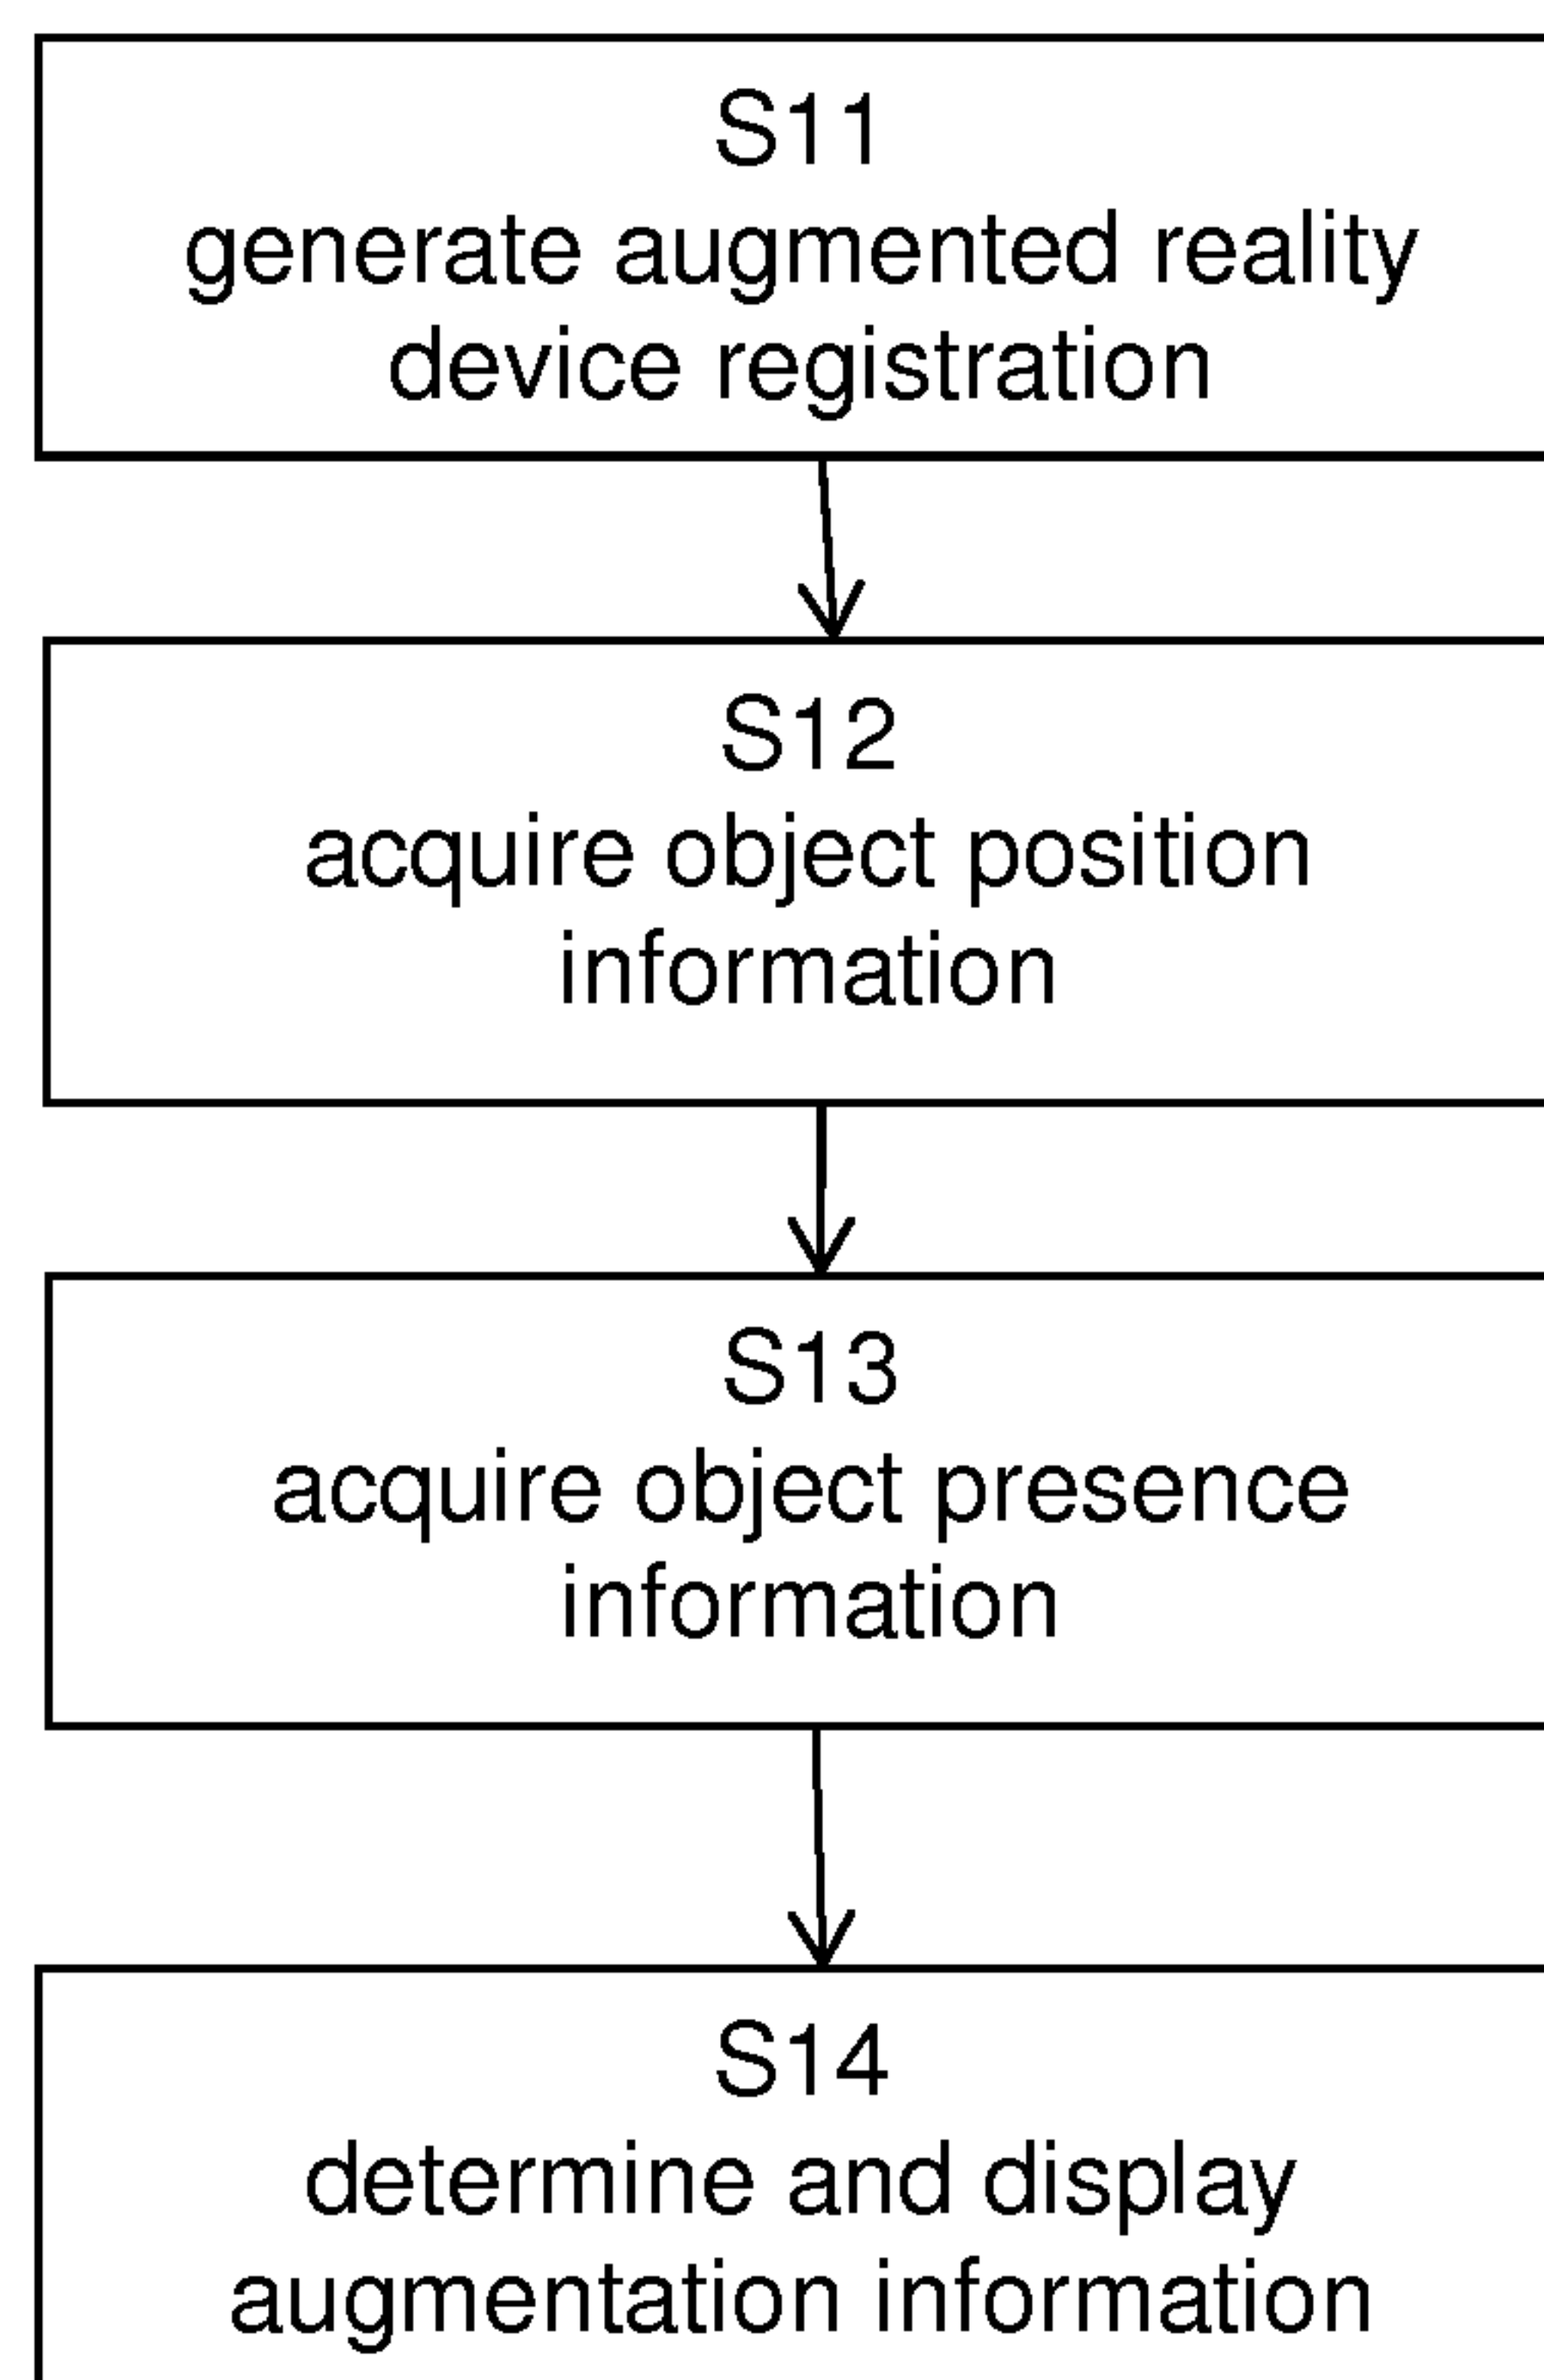 S11
generate augmented reality
device registration
S12
acquire object position
information
S13
acquire object presence
information
S14
determine and display
augmentation information